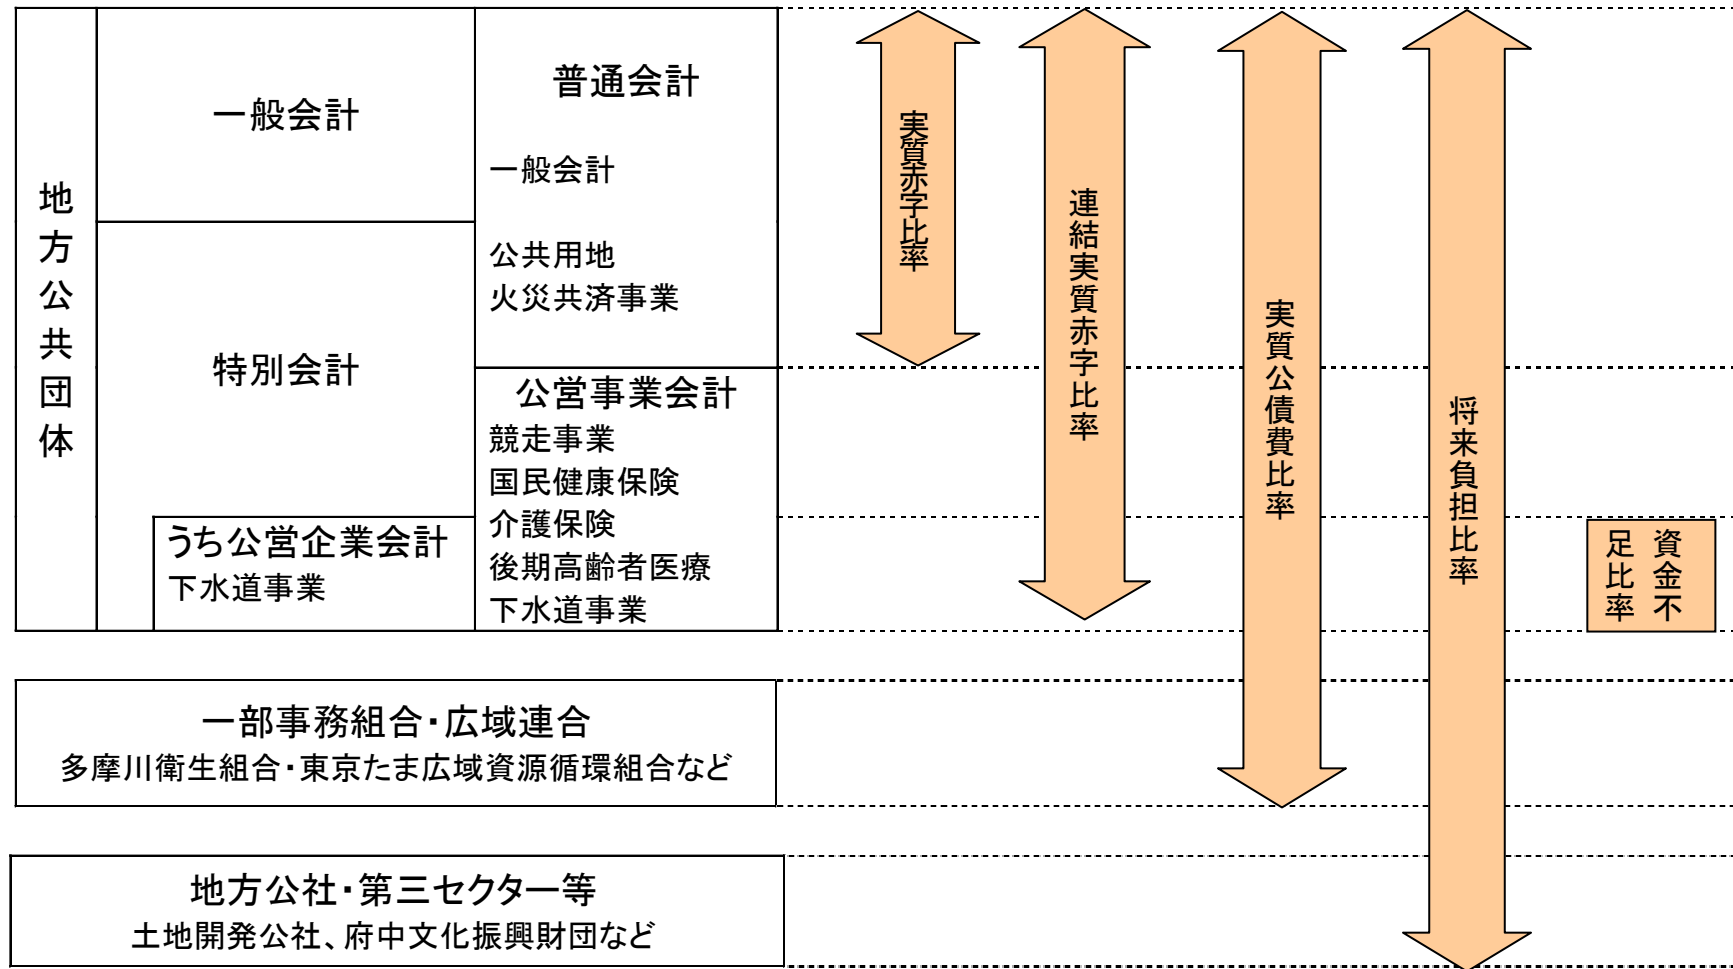 地方公共団体
一般会計
特別会計
うち公営企業会計
下水道事業
普通会計
一般会計
公共用地
火災共済事業
公営事業会計
競走事業
国民健康保険
介護保険
後期高齢者医療
下水道事業
一部事務組合・広域連合
多摩川衛生組合・東京たま広域資源循環組合など
地方公社・第三セクター等
土地開発公社、府中文化振興財団など
実質赤字比率
連結実質赤字比率
実質公債費比率
将来負担比率
資金不
足比率